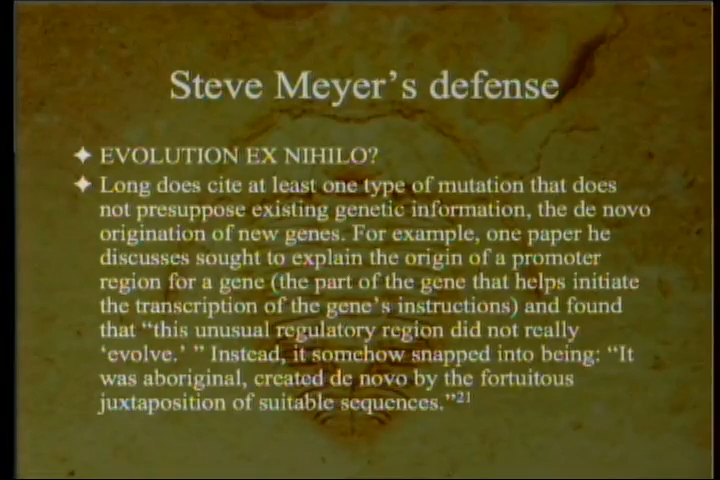 Steve Meyer's defense
EVOLUTION EX NIHILO?
Long does cite at least one type of mutation that does
not presuppose existing genetic information, the de novo
origination of new genes. For example, one paper he
discusses sought to explain the origin of a promoter
region for a gene (the part of the gene that helps initiate
the transcription of the gene's instructions) and found
that “this unusual regulatory region did not really
‘evolve.’ ” Instead, it somehow snapped into being: “It
was aboriginal, created de novo by the fortuitous
juxtaposition of suitable sequences.”21